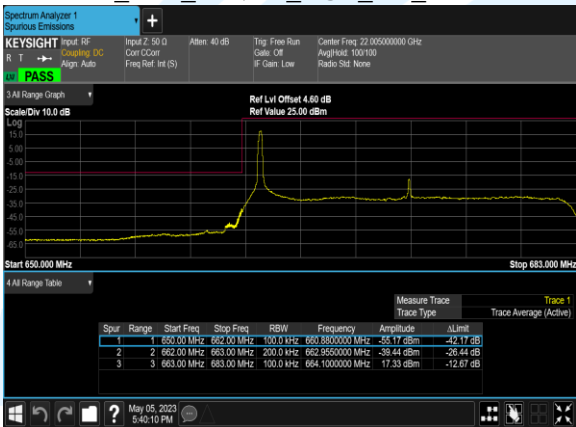 Spectrum Analyzer 1
Spurious Emissions
KEYSIGHT Input: RF Input Z: 50 Ω Atten: 40 dB Trig: Free Run Center Freq: 22.005000000 GHz
R T Coupling: DC Corr CCorr Gate: Off Avg|Hold: 100/100
Align: Auto Freq Ref: Int (S) IF Gain: Low Radio Std: None
PASS
3 All Range Graph
Ref Lvl Offset 4.60 dB
Scale/Div 10.0 dB Ref Value 25.00 dBm
Log
15.0
5.00
-5.00
-15.0
-25.0
-35.0
-45.0
-55.0
-65.0
Start 650.000 MHz Stop 683.000 MHz
4 All Range Table
Measure Trace Trace 1
Trace Type Trace Average (Active)
Spur Range Start Freq Stop Freq RBW Frequency Amplitude ΔLimit
1 1 650.00 MHz 662.00 MHz 100.0 kHz 660.8800000 MHz -55.17 dBm -42.17 dB
2 2 662.00 MHz 663.00 MHz 200.0 kHz 662.9550000 MHz -39.44 dBm -26.44 dB
3 3 663.00 MHz 683.00 MHz 100.0 kHz 664.1000000 MHz 17.33 dBm -12.67 dB
May 05, 2023
5:40:10 PM